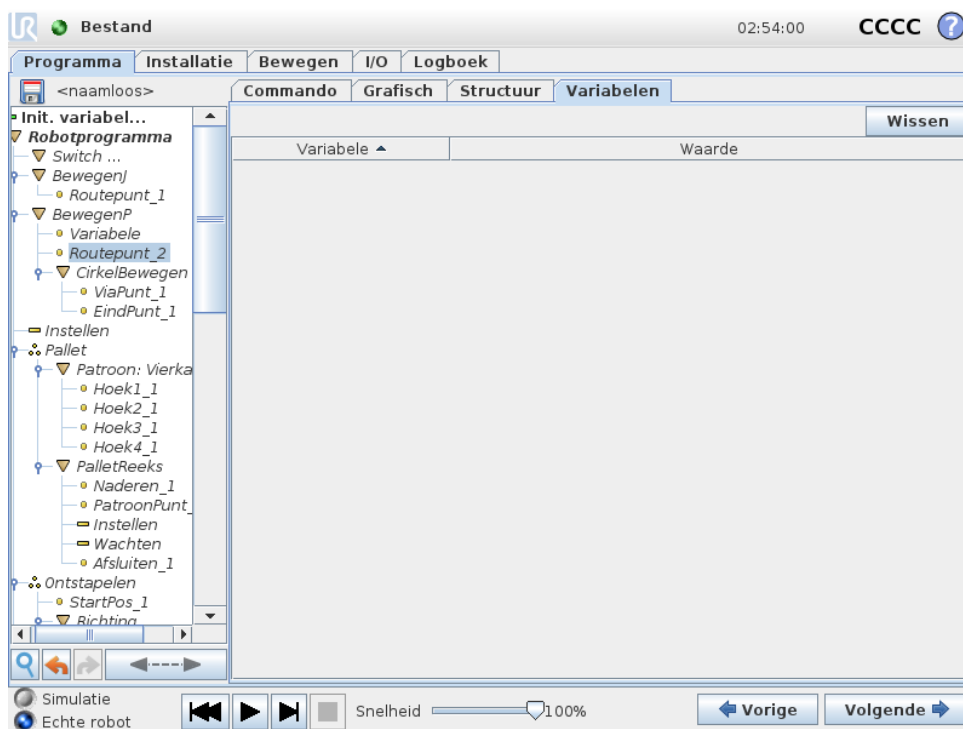 UR Bestand 02:54:00 CCCC ?
Programma Installatie Bewegen I/O Logboek
<naamloos> Commando Grafisch Structuur Variabelen
Wissen
Variabele Waarde
Init. variabel...
Robotprogramma
Switch ...
BewegenJ
Routepunt_1
BewegenP
Variabele
Routepunt_2
CirkelBewegen
ViaPunt_1
EindPunt_1
Instellen
Pallet
Patroon: Vierka
Hoek1_1
Hoek2_1
Hoek3_1
Hoek4_1
PalletReeks
Naderen_1
PatroonPunt_
Instellen
Wachten
Afsluiten_1
Ontstapelen
StartPos_1
Richting
Simulatie
Echte robot
Snelheid 100%
Vorige Volgende